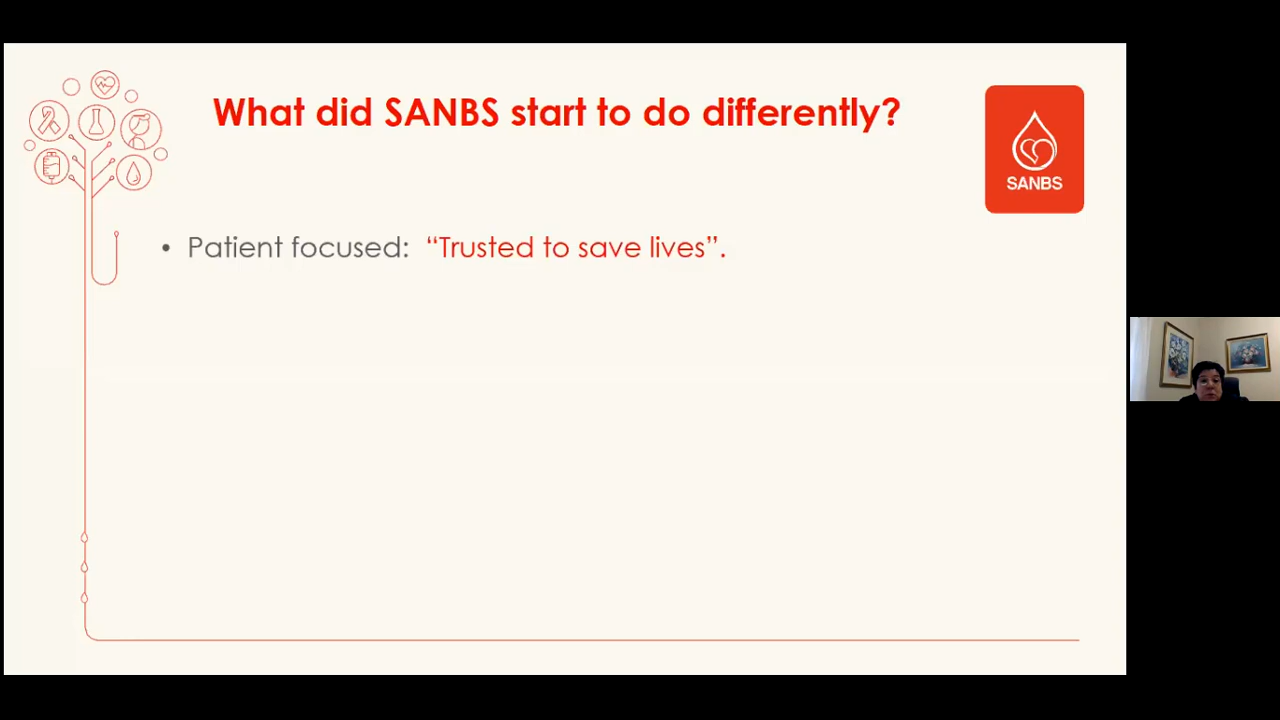 What did SANBS start to do differently?
SANBS
• Patient focused: “Trusted to save lives”.